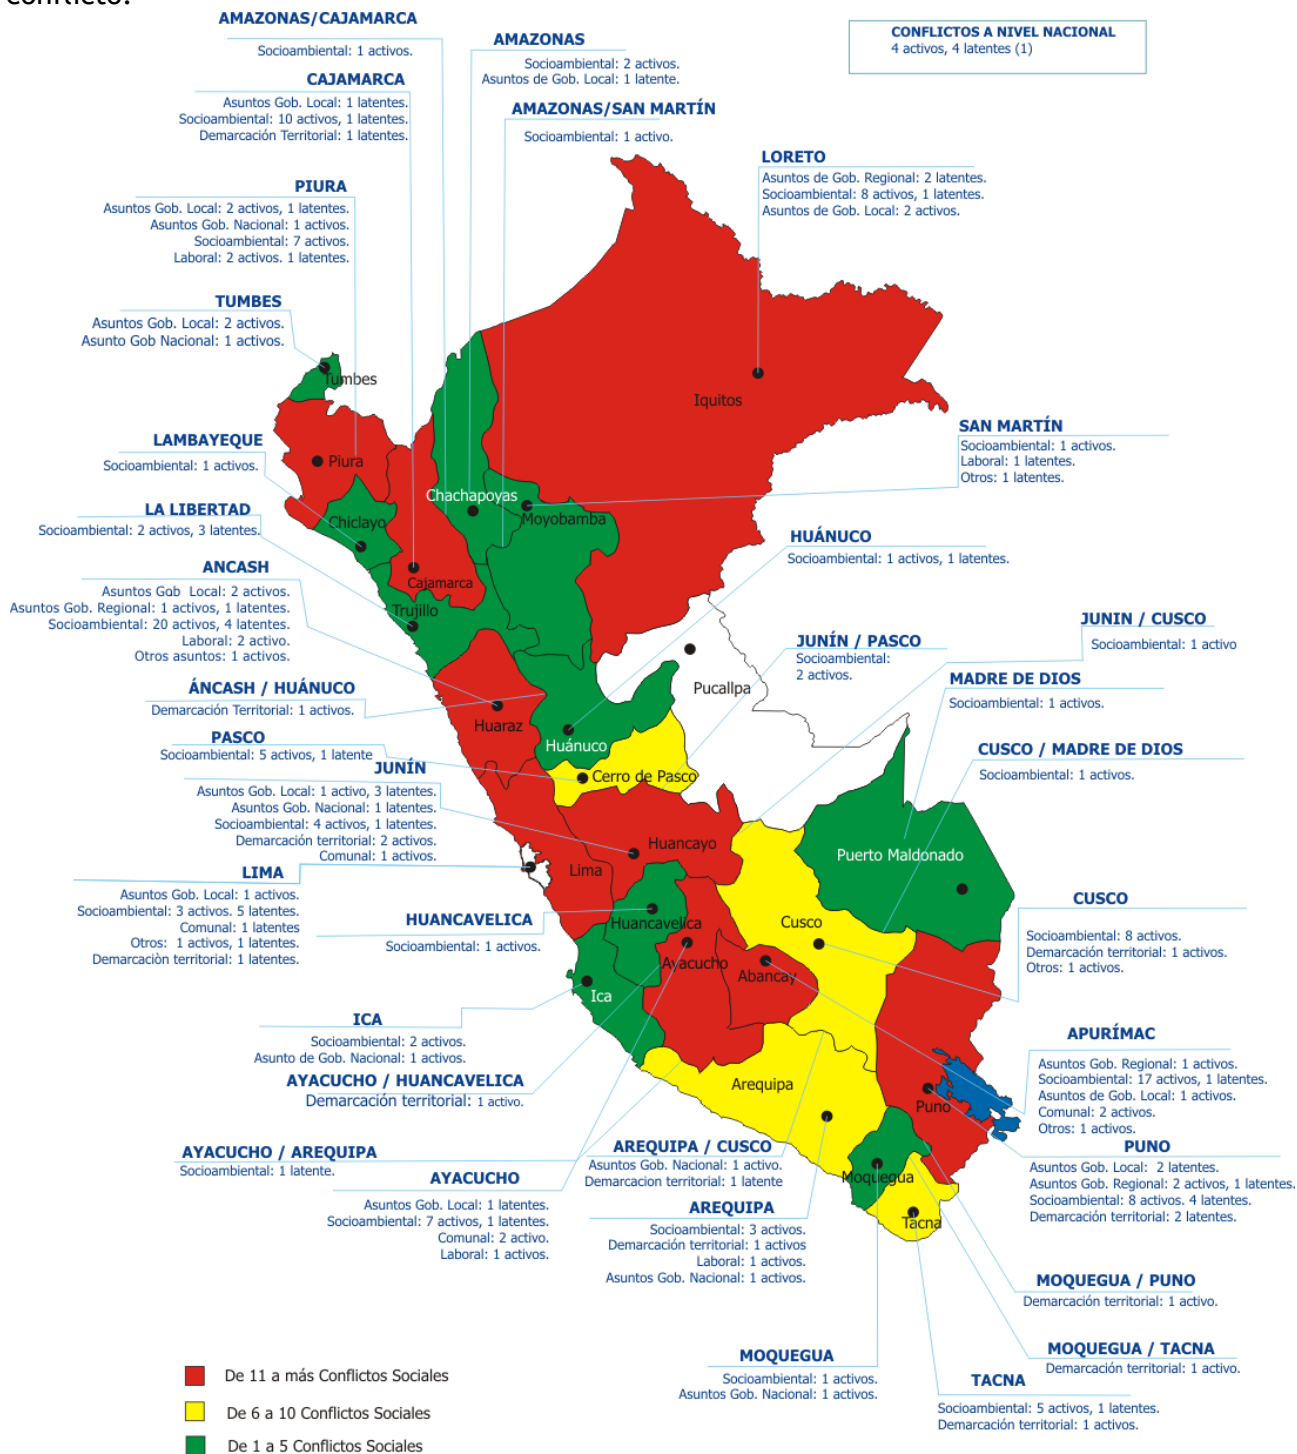 conflicto.
AMAZONAS/CAJAMARCA
Socioambiental: 1 activos.
CONFLICTOS A NIVEL NACIONAL
4 activos, 4 latentes (1)
AMAZONAS
Socioambiental: 2 activos.
Asuntos de Gob. Local: 1 latente.
CAJAMARCA
Asuntos Gob. Local: 1 latentes.
Socioambiental: 10 activos, 1 latentes.
Demarcación Territorial: 1 latentes.
AMAZONAS/SAN MARTÍN
Socioambiental: 1 activo.
LORETO
Asuntos de Gob. Regional: 2 latentes.
Socioambiental: 8 activos, 1 latentes.
Asuntos de Gob. Local: 2 activos.
PIURA
Asuntos Gob. Local: 2 activos, 1 latentes.
Asuntos Gob. Nacional: 1 activos.
Socioambiental: 7 activos.
Laboral: 2 activos. 1 latentes.
TUMBES
Asuntos Gob. Local: 2 activos.
Asunto Gob Nacional: 1 activos.
Tumbes
Iquitos
LAMBAYEQUE
Socioambiental: 1 activos.
Piura
SAN MARTÍN
Socioambiental: 1 activos.
Laboral: 1 latentes.
Otros: 1 latentes.
Chachapoyas
Moyobamba
Chiclayo
LA LIBERTAD
Socioambiental: 2 activos, 3 latentes.
HUÁNUCO
Socioambiental: 1 activos, 1 latentes.
Cajamarca
Trujillo
ANCASH
Asuntos Gob Local: 2 activos.
Asuntos Gob. Regional: 1 activos, 1 latentes.
Socioambiental: 20 activos, 4 latentes.
Laboral: 2 activo.
Otros asuntos: 1 activos.
JUNIN / CUSCO
Socioambiental: 1 activo
JUNÍN / PASCO
Socioambiental:
2 activos.
Pucallpa
MADRE DE DIOS
Socioambiental: 1 activos.
ÁNCASH / HUÁNUCO
Demarcación Territorial: 1 activos.
Huaraz
Huánuco
PASCO
Socioambiental: 5 activos, 1 latente
CUSCO / MADRE DE DIOS
Socioambiental: 1 activos.
Cerro de Pasco
JUNÍN
Asuntos Gob. Local: 1 activo, 3 latentes.
Asuntos Gob. Nacional: 1 latentes.
Socioambiental: 4 activos, 1 latentes.
Demarcación territorial: 2 activos.
Comunal: 1 activos.
Huancayo
Puerto Maldonado
Lima
LIMA
Asuntos Gob. Local: 1 activos.
Socioambiental: 3 activos. 5 latentes.
Comunal: 1 latentes
Otros: 1 activos, 1 latentes.
Demarcaciòn territorial: 1 latentes.
HUANCAVELICA
Socioambiental: 1 activos.
Huancavelica
Cusco
CUSCO
Socioambiental: 8 activos.
Demarcación territorial: 1 activos.
Otros: 1 activos.
Ayacucho
Abancay
Ica
ICA
Socioambiental: 2 activos.
Asunto de Gob. Nacional: 1 activos.
APURÍMAC
Asuntos Gob. Regional: 1 activos.
Socioambiental: 17 activos, 1 latentes.
Asuntos de Gob. Local: 1 activos.
Comunal: 2 activos.
Otros: 1 activos.
AYACUCHO / HUANCAVELICA
Demarcación territorial: 1 activo.
Arequipa
Puno
AYACUCHO / AREQUIPA
Socioambiental: 1 latente.
AREQUIPA / CUSCO
Asuntos Gob. Nacional: 1 activo.
Demarcacion territorial: 1 latente
PUNO
Asuntos Gob. Local: 2 latentes.
Asuntos Gob. Regional: 2 activos, 1 latentes.
Socioambiental: 8 activos. 4 latentes.
Demarcación territorial: 2 latentes.
AYACUCHO
Asuntos Gob. Local: 1 latentes.
Socioambiental: 7 activos, 1 latentes.
Comunal: 2 activo.
Laboral: 1 activos.
Moquegua
Tacna
AREQUIPA
Socioambiental: 3 activos.
Demarcación territorial: 1 activos
Laboral: 1 activos.
Asuntos Gob. Nacional: 1 activos.
MOQUEGUA / PUNO
Demarcación territorial: 1 activo.
MOQUEGUA / TACNA
Demarcación territorial: 1 activo.
MOQUEGUA
Socioambiental: 1 activos.
Asuntos Gob. Nacional: 1 activos.
TACNA
Socioambiental: 5 activos, 1 latentes.
Demarcación territorial: 1 activos.
De 11 a más Conflictos Sociales
De 6 a 10 Conflictos Sociales
De 1 a 5 Conflictos Sociales